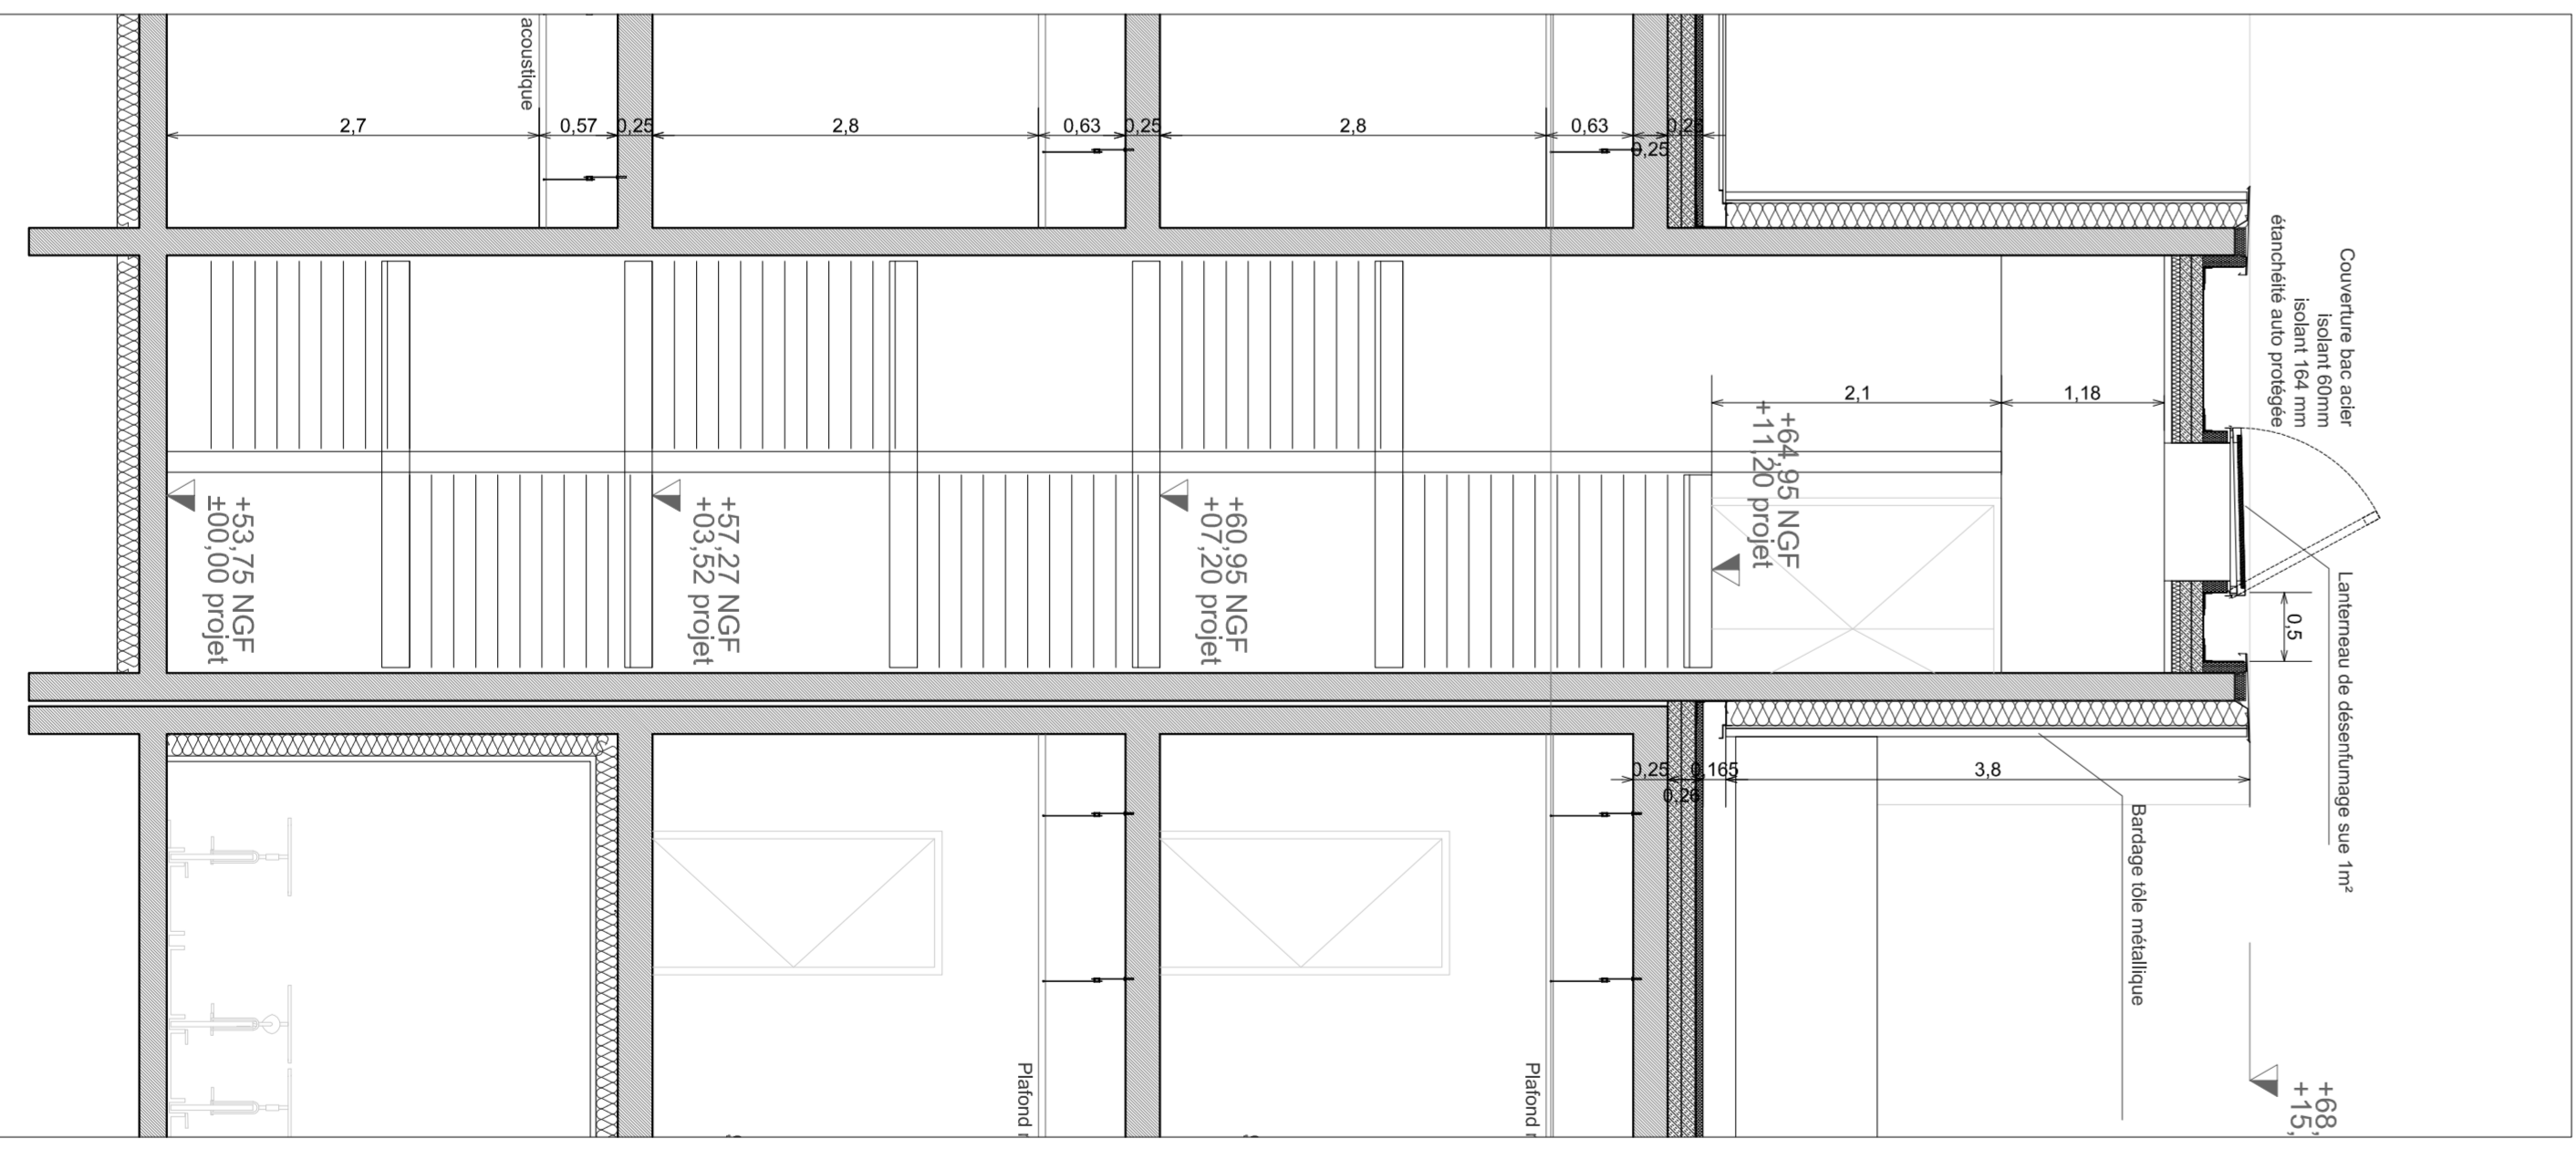 acoustique
2,7
0,57
0,25
2,8
0,63
0,25
2,8
0,63
0,25
0,26
Couverture bac acier
isolant 60mm
isolant 164 mm
étanchéité auto protégée
2,1
1,18
+64,95 NGF
+11,20 projet
+53,75 NGF
±00,00 projet
+57,27 NGF
+03,52 projet
+60,95 NGF
+07,20 projet
0,5
Lanterneau de désenfumage sue 1m²
0,25
0,26
0,165
3,8
Bardage tôle métallique
Plafond r
Plafond r
+68,
+15,